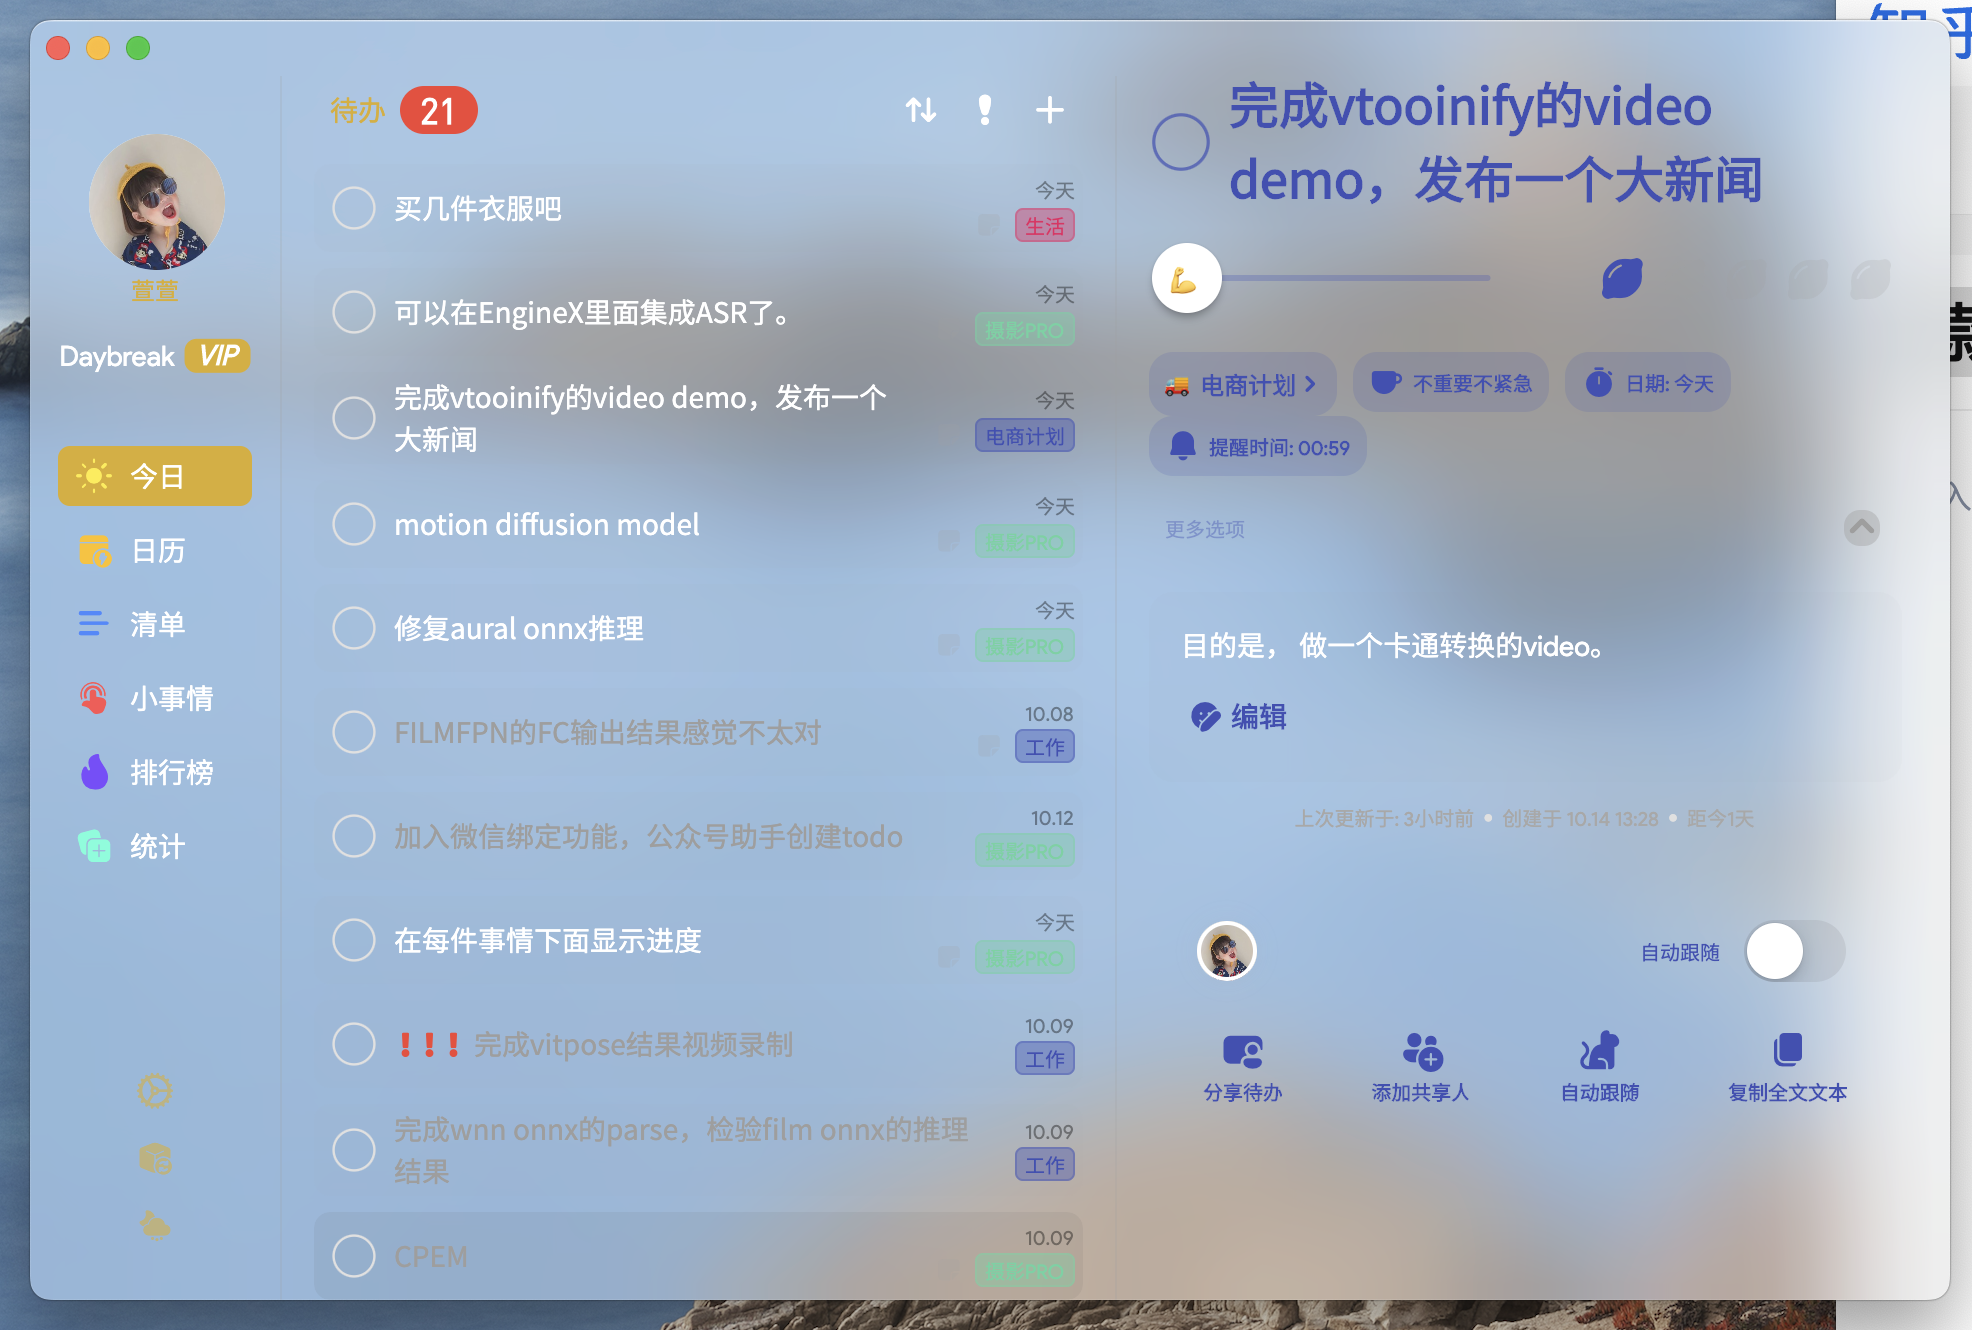 萱萱
Daybreak VIP
今日
日历
清单
小事情
排行榜
统计
待办 21
买几件衣服吧
今天
生活
可以在EngineX里面集成ASR了。
今天
摄影PRO
完成vtooinify的video demo，发布一个
大新闻
今天
电商计划
motion diffusion model
今天
摄影PRO
修复aural onnx推理
今天
摄影PRO
FILMFPN的FC输出结果感觉不太对
10.08
工作
加入微信绑定功能，公众号助手创建todo
10.12
摄影PRO
在每件事情下面显示进度
今天
摄影PRO
❗❗❗ 完成vitpose结果视频录制
10.09
工作
完成wnn onnx的parse，检验film onnx的推理
结果
10.09
工作
CPEM
10.09
摄影PRO
完成vtooinify的video
demo，发布一个大新闻
电商计划
不重要不紧急
日期: 今天
提醒时间: 00:59
更多选项
目的是， 做一个卡通转换的video。
编辑
上次更新于: 3小时前 • 创建于 10.14 13:28 • 距今1天
自动跟随
分享待办
添加共享人
自动跟随
复制全文文本
入